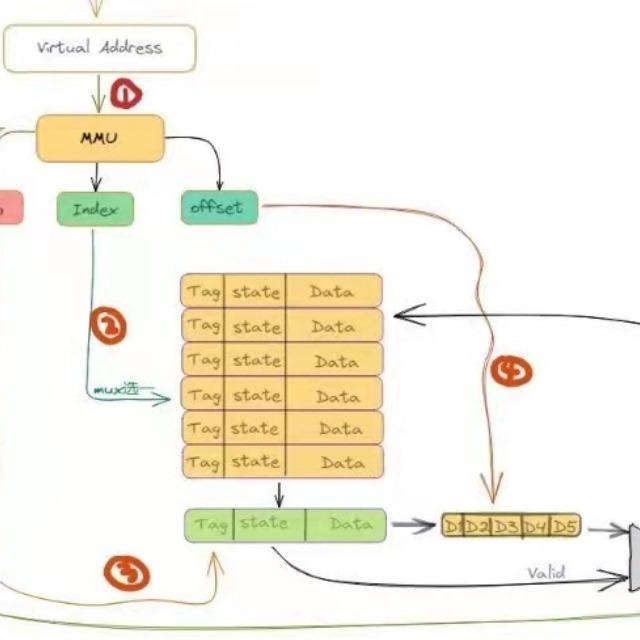 Virtual Address
1
MMU
Index
offset
Tag state Data
Tag state Data
2
Tag state Data
4
mux选一
Tag state Data
Tag state Data
Tag state Data
Tag state Data
D1 D2 D3 D4 D5
3
Valid